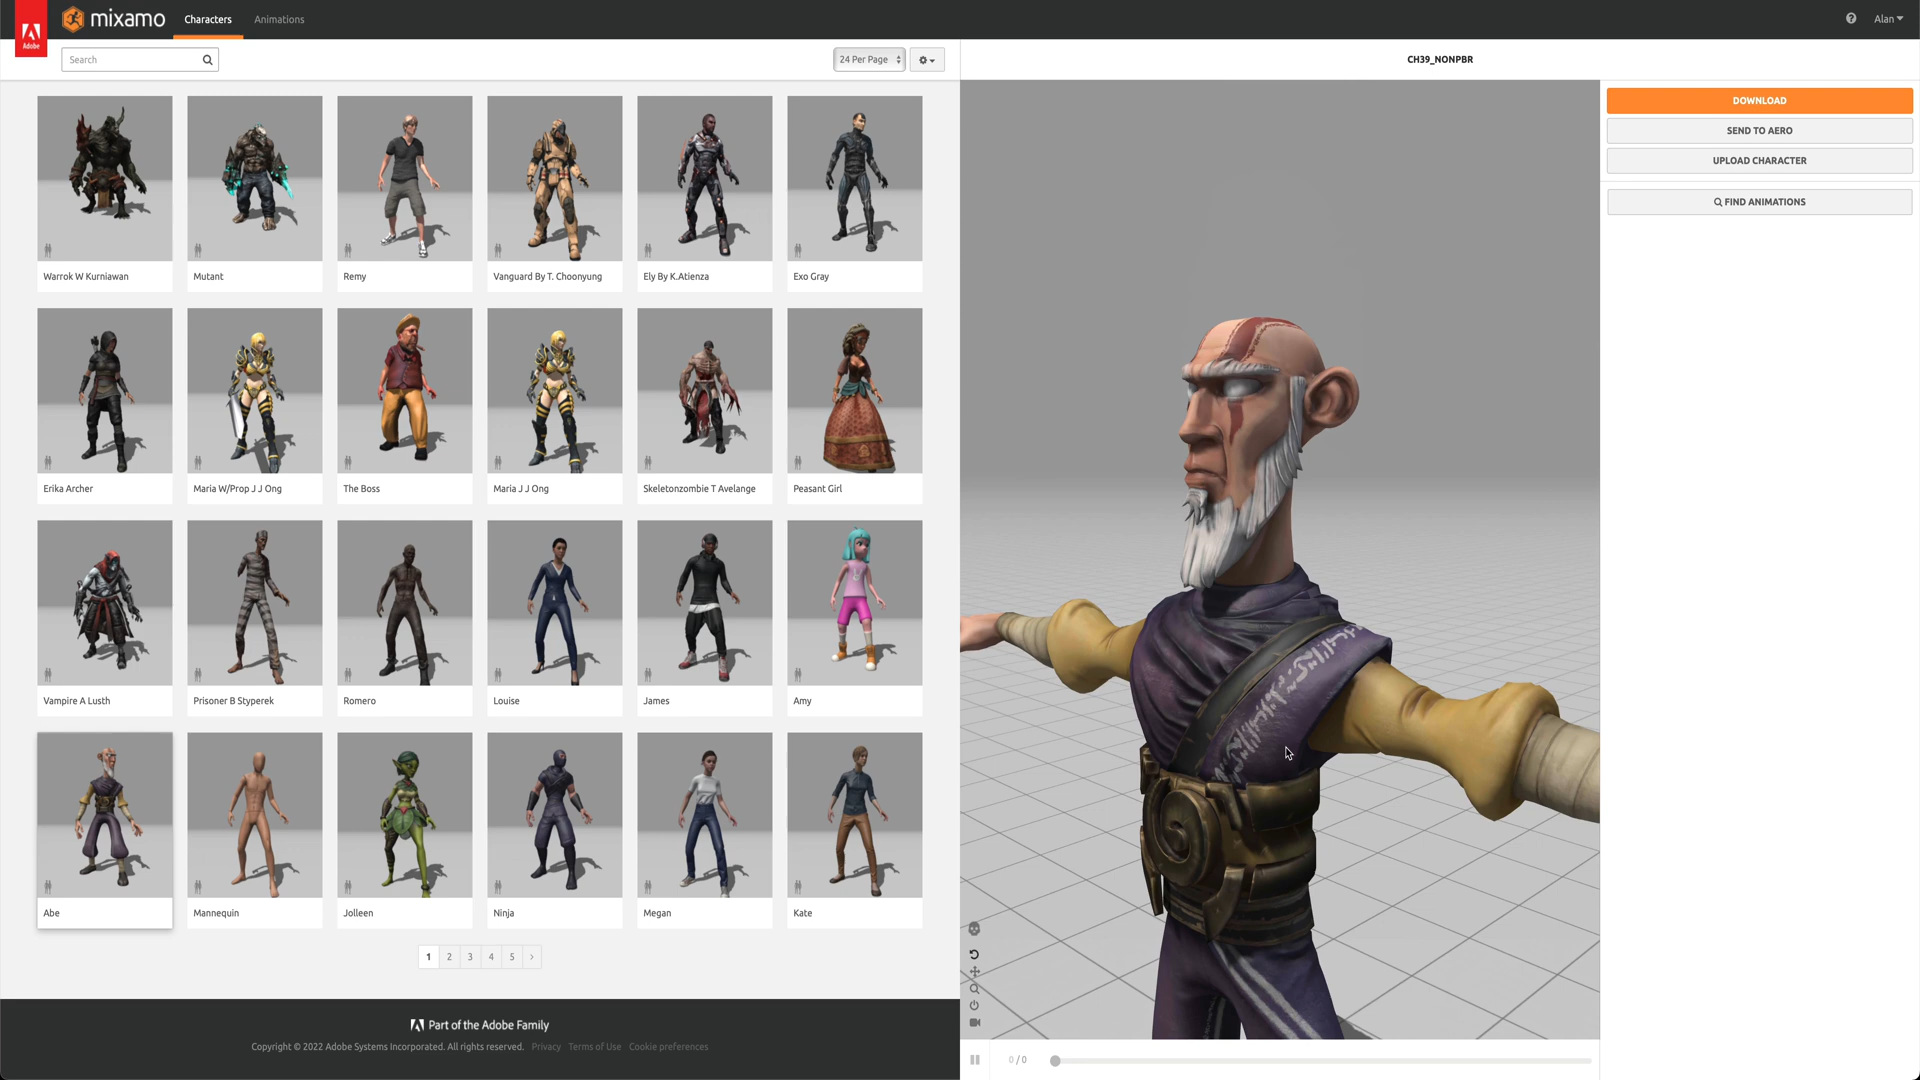 Adobe
mixamo
Characters
Animations
Alan
Search
24 Per Page
CH39_NONPBR
DOWNLOAD
SEND TO AERO
UPLOAD CHARACTER
FIND ANIMATIONS
Warrok W Kurniawan
Mutant
Remy
Vanguard By T. Choonyung
Ely By K.Atienza
Exo Gray
Erika Archer
Maria W/Prop J J Ong
The Boss
Maria J J Ong
Skeletonzombie T Avelange
Peasant Girl
Vampire A Lusth
Prisoner B Styperek
Romero
Louise
James
Amy
Abe
Mannequin
Jolleen
Ninja
Megan
Kate
1 2 3 4 5 >
Part of the Adobe Family
Copyright © 2022 Adobe Systems Incorporated. All rights reserved. Privacy Terms of Use Cookie preferences
0 / 0